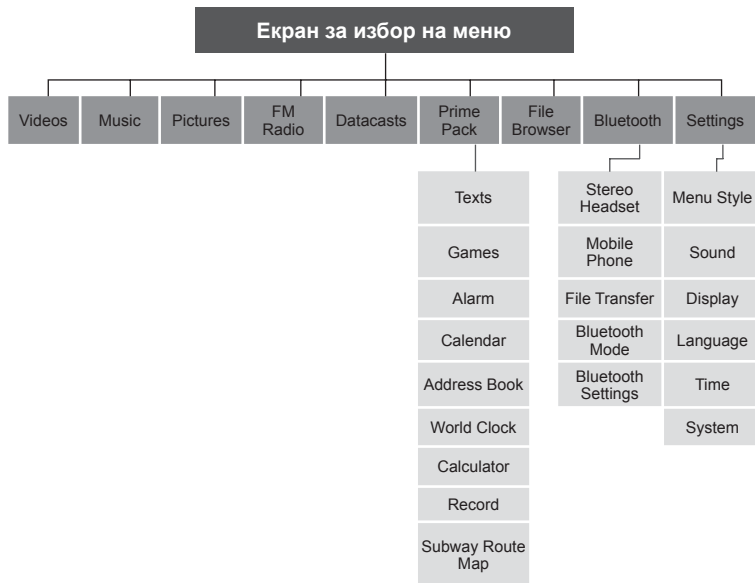 Екран за избор на меню
Videos
Music
Pictures
FM
Radio
Datacasts
Prime
Pack
File
Browser
Bluetooth
Settings
Texts
Games
Alarm
Calendar
Address Book
World Clock
Calculator
Record
Subway Route
Map
Stereo
Headset
Mobile
Phone
File Transfer
Bluetooth
Mode
Bluetooth
Settings
Menu Style
Sound
Display
Language
Time
System